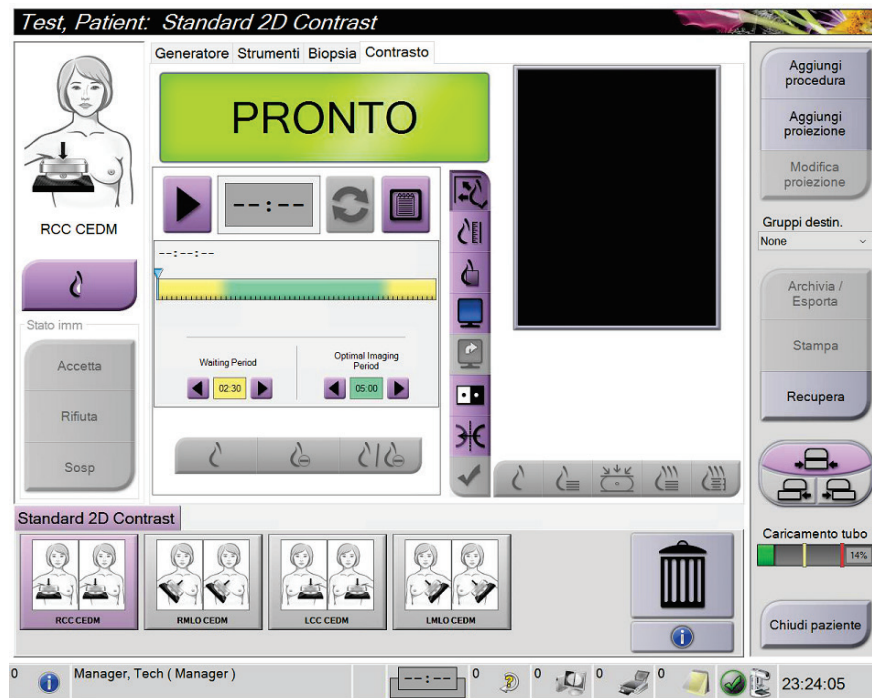 Test, Patient: Standard 2D Contrast
Generatore Strumenti Biopsia Contrasto
PRONTO
RCC CEDM
--:--
--:--:--
Waiting Period
02:30
Optimal Imaging
Period
05:00
Stato imm
Accetta
Rifiuta
Sosp
Aggiungi
procedura
Aggiungi
proiezione
Modifica
proiezione
Gruppi destin.
None
Archivia /
Esporta
Stampa
Recupera
Caricamento tubo
14%
Chiudi paziente
Standard 2D Contrast
RCC CEDM
RMLO CEDM
LCC CEDM
LMLO CEDM
0 Manager, Tech ( Manager ) --:-- 0 0 0 0 23:24:05